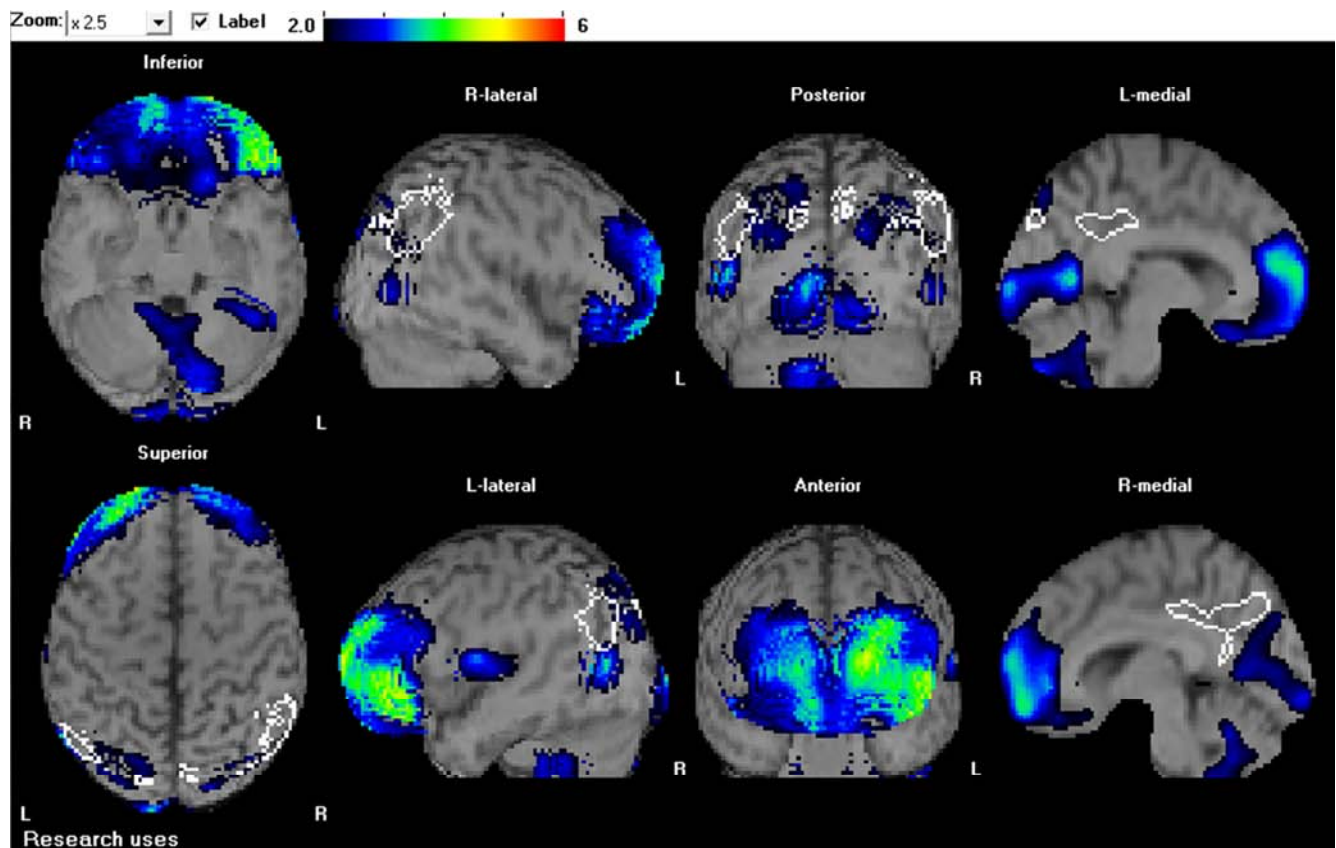 Zoom: x 2.5 Label 2.0 6
Inferior
R-lateral Posterior L-medial
R L L R
Superior
L-lateral Anterior R-medial
L R R L
Research uses